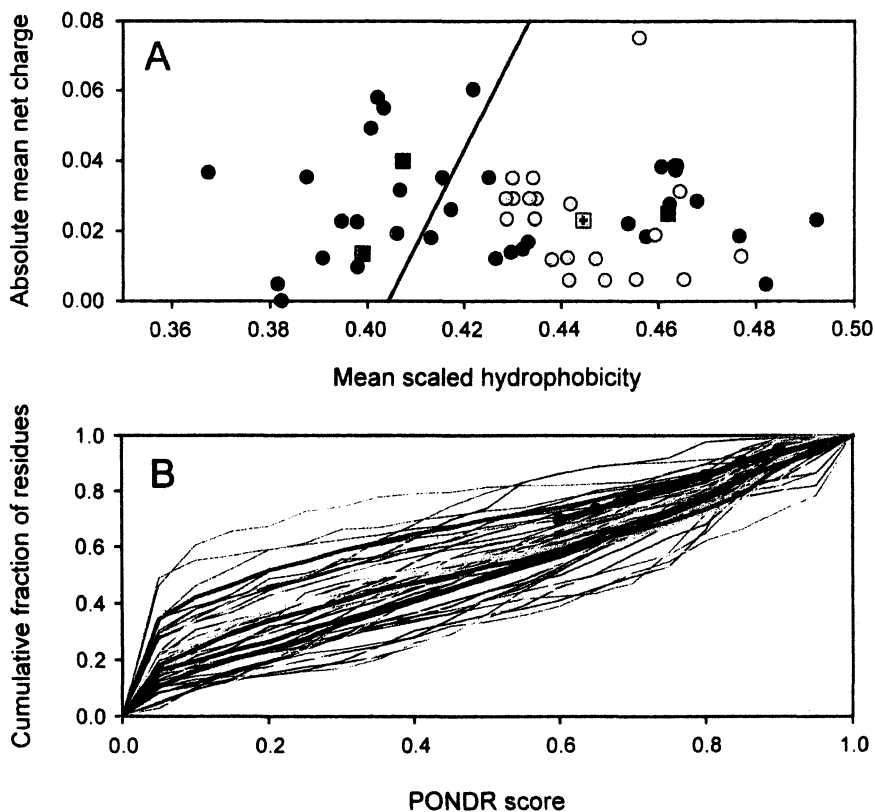 A
Absolute mean net charge
0.08
0.06
0.04
0.02
0.00
0.36 0.38 0.40 0.42 0.44 0.46 0.48 0.50
Mean scaled hydrophobicity
B
Cumulative fraction of residues
1.0
0.8
0.6
0.4
0.2
0.0
0.0 0.2 0.4 0.6 0.8 1.0
PONDR score